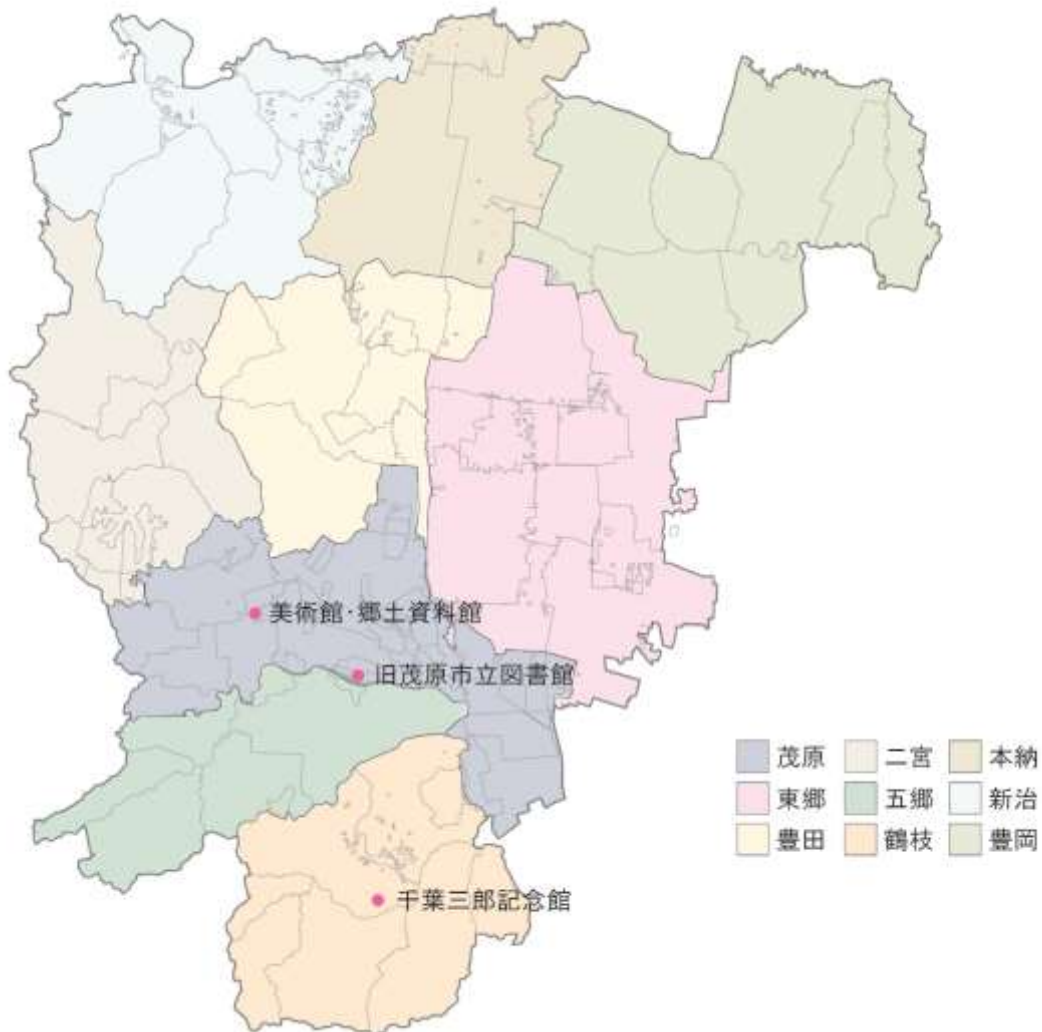 美術館・郷土資料館
旧茂原市立図書館
茂原 二宮 本納
東郷 五郷 新治
豊田 鶴枝 豊岡
千葉三郎記念館